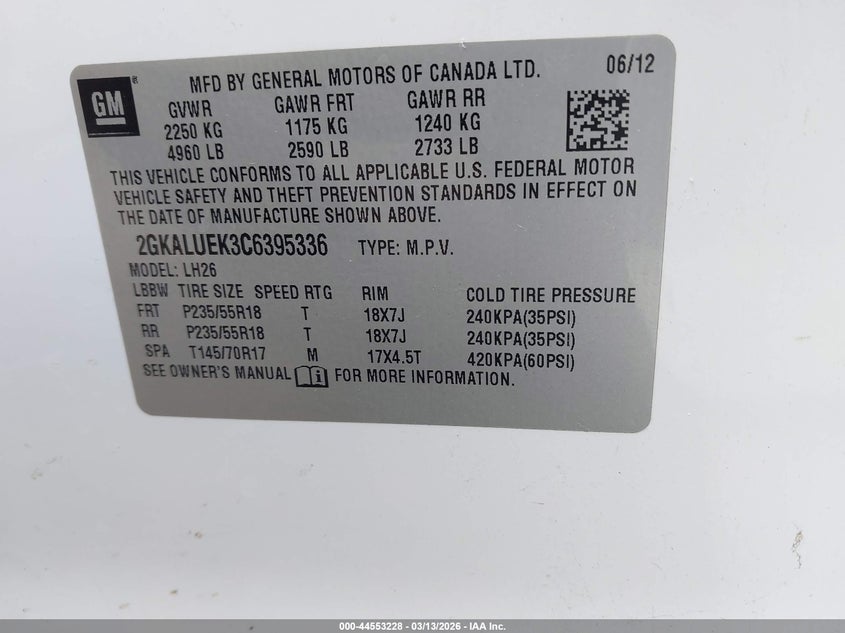 GM
MFD BY GENERAL MOTORS OF CANADA LTD. 06/12
GVWR GAWR FRT GAWR RR
2250 KG 1175 KG 1240 KG
4960 LB 2590 LB 2733 LB
THIS VEHICLE CONFORMS TO ALL APPLICABLE U.S. FEDERAL MOTOR
VEHICLE SAFETY AND THEFT PREVENTION STANDARDS IN EFFECT ON
THE DATE OF MANUFACTURE SHOWN ABOVE.
2GKALUEK3C6395336 TYPE: M.P.V.
MODEL: LH26
LBBW TIRE SIZE SPEED RTG RIM COLD TIRE PRESSURE
FRT P235/55R18 T 18X7J 240KPA(35PSI)
RR P235/55R18 T 18X7J 240KPA(35PSI)
SPA T145/70R17 M 17X4.5T 420KPA(60PSI)
SEE OWNER'S MANUAL FOR MORE INFORMATION.
000-44553228 - 03/13/2026 - IAA Inc.